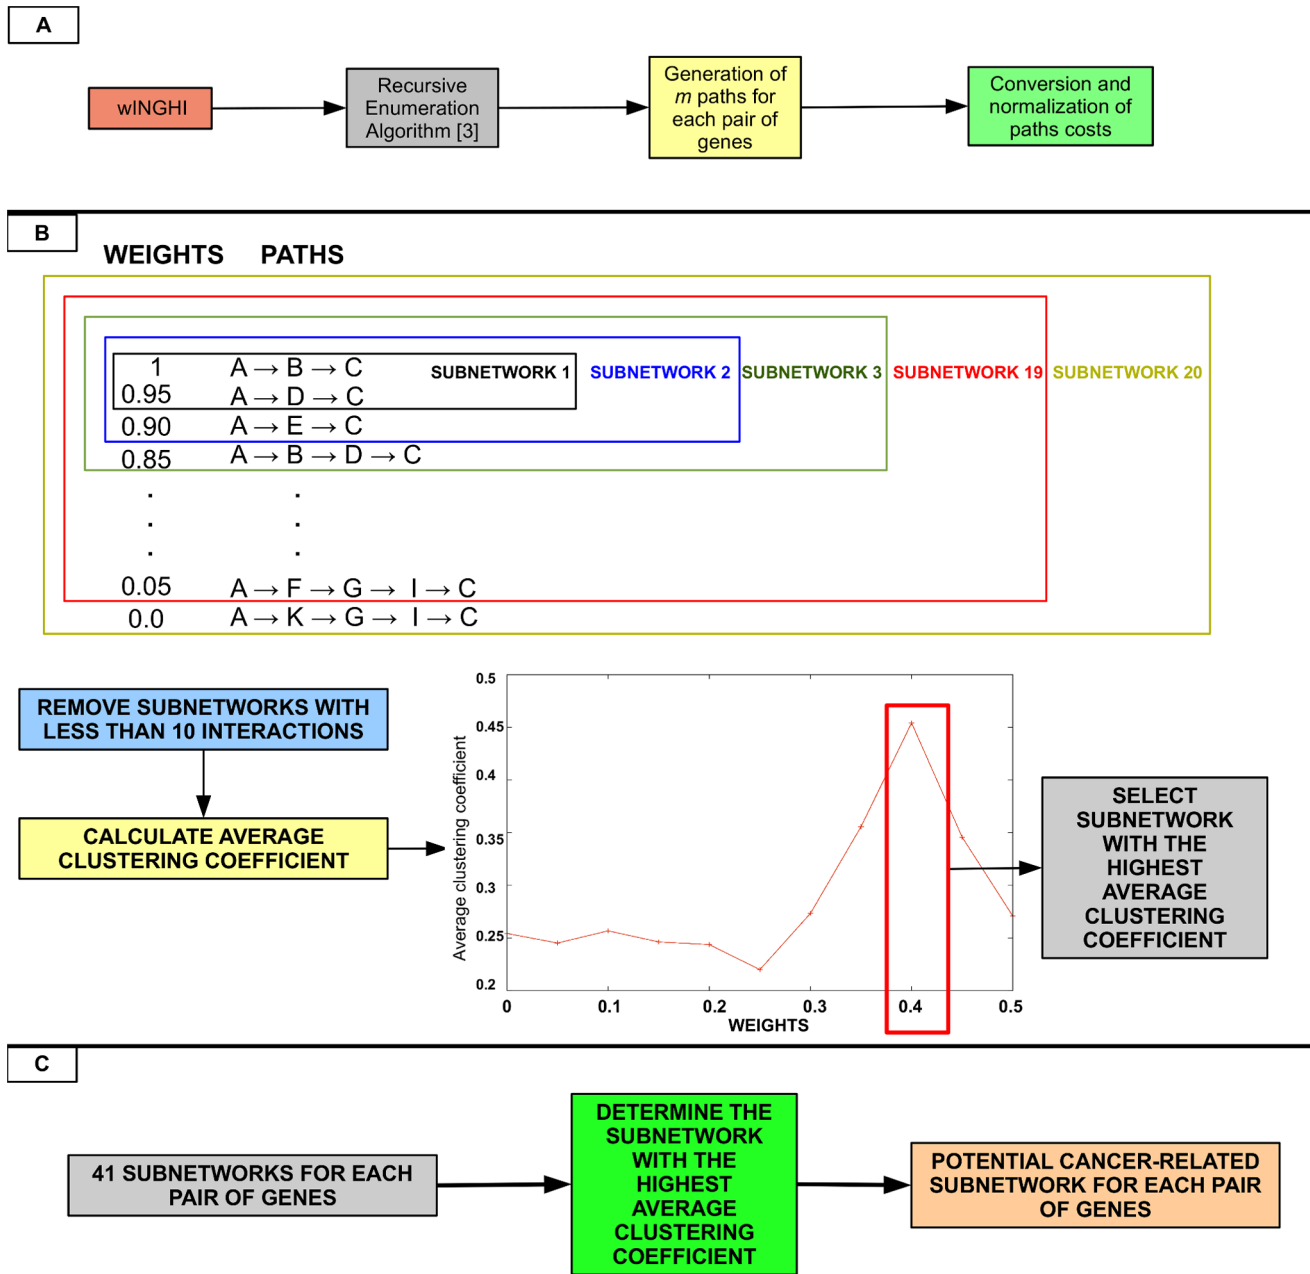 A
wINGHI
Recursive
Enumeration
Algorithm [3]
Generation of
m paths for
each pair of
genes
Conversion and
normalization of
paths costs
B
WEIGHTS PATHS
1 A → B → C
0.95 A → D → C
0.90 A → E → C
0.85 A → B → D → C
. .
. .
. .
0.05 A → F → G → I → C
0.0 A → K → G → I → C
SUBNETWORK 1
SUBNETWORK 2
SUBNETWORK 3
SUBNETWORK 19
SUBNETWORK 20
REMOVE SUBNETWORKS WITH
LESS THAN 10 INTERACTIONS
CALCULATE AVERAGE
CLUSTERING COEFFICIENT
Average clustering coefficient
0.5
0.45
0.4
0.35
0.3
0.25
0.2
0 0.1 0.2 0.3 0.4 0.5
WEIGHTS
SELECT
SUBNETWORK
WITH THE
HIGHEST
AVERAGE
CLUSTERING
COEFFICIENT
C
41 SUBNETWORKS FOR EACH
PAIR OF GENES
DETERMINE THE
SUBNETWORK
WITH THE
HIGHEST
AVERAGE
CLUSTERING
COEFFICIENT
POTENTIAL CANCER-RELATED
SUBNETWORK FOR EACH PAIR
OF GENES